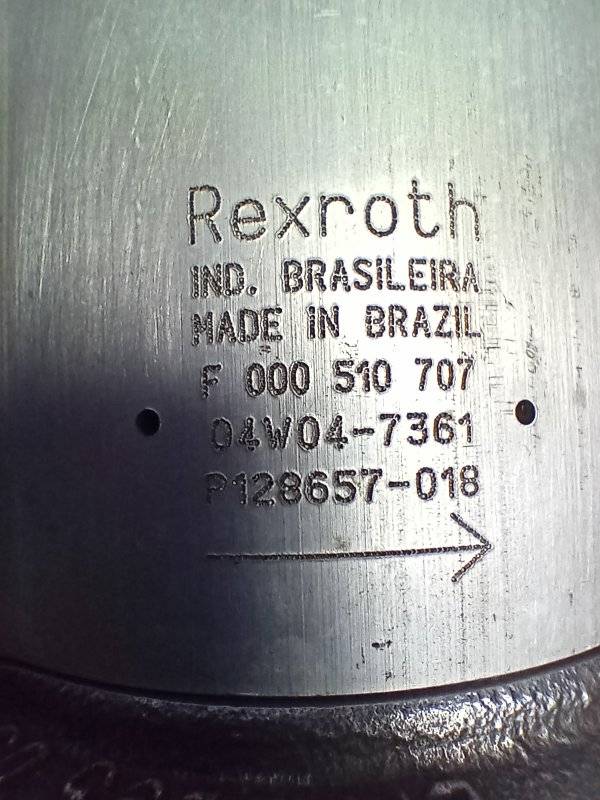 Rexroth
IND. BRASILEIRA
MADE IN BRAZIL
F 000 510 707
04W04-7361
P128657-018